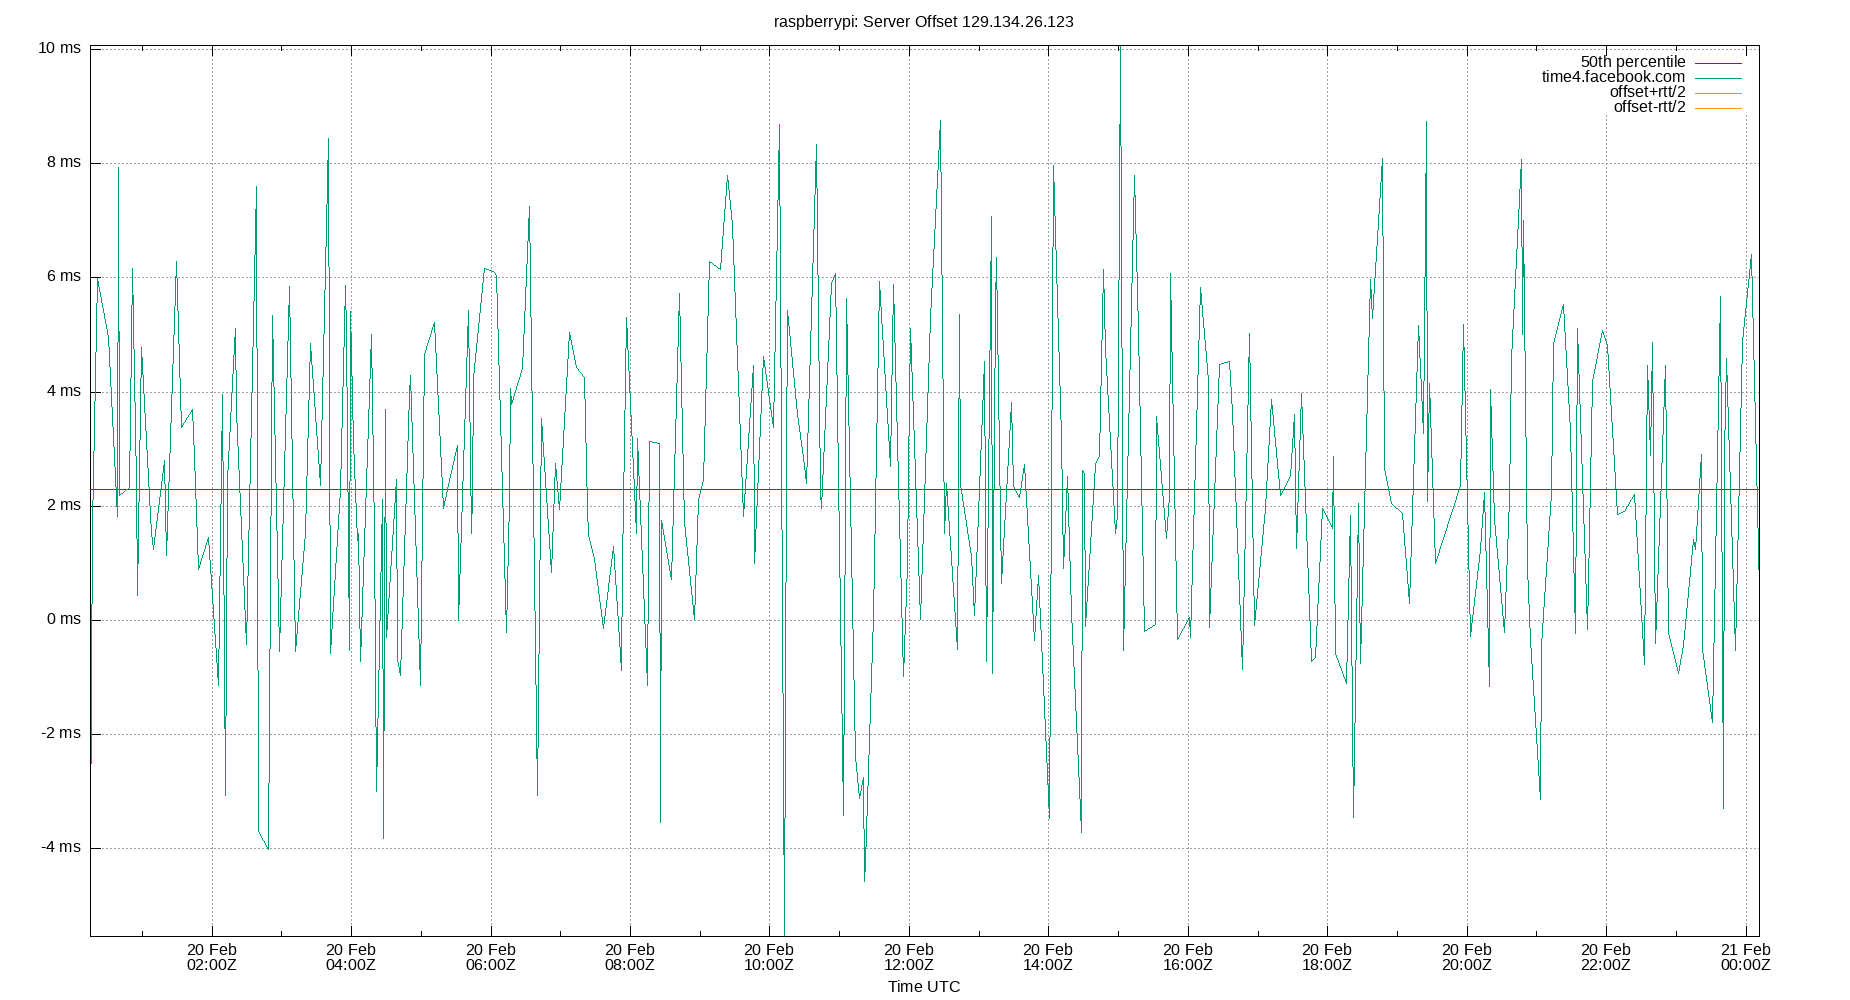 raspberrypi: Server Offset 129.134.26.123
10 ms
8 ms
6 ms
4 ms
2 ms
0 ms
-2 ms
-4 ms
50th percentile
time4.facebook.com
offset+rtt/2
offset-rtt/2
20 Feb 20 Feb 20 Feb 20 Feb 20 Feb 20 Feb 20 Feb 20 Feb 20 Feb 20 Feb 20 Feb 21 Feb
02:00Z 04:00Z 06:00Z 08:00Z 10:00Z 12:00Z 14:00Z 16:00Z 18:00Z 20:00Z 22:00Z 00:00Z
Time UTC